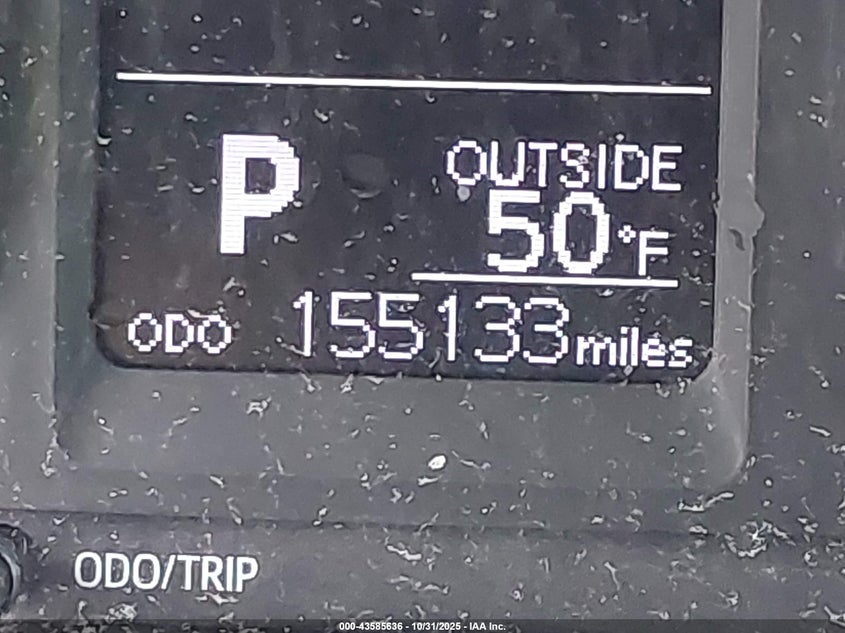 P
OUTSIDE
50°F
ODO 155133 miles
ODO/TRIP
000-43585636 - 10/31/2025 - IAA Inc.